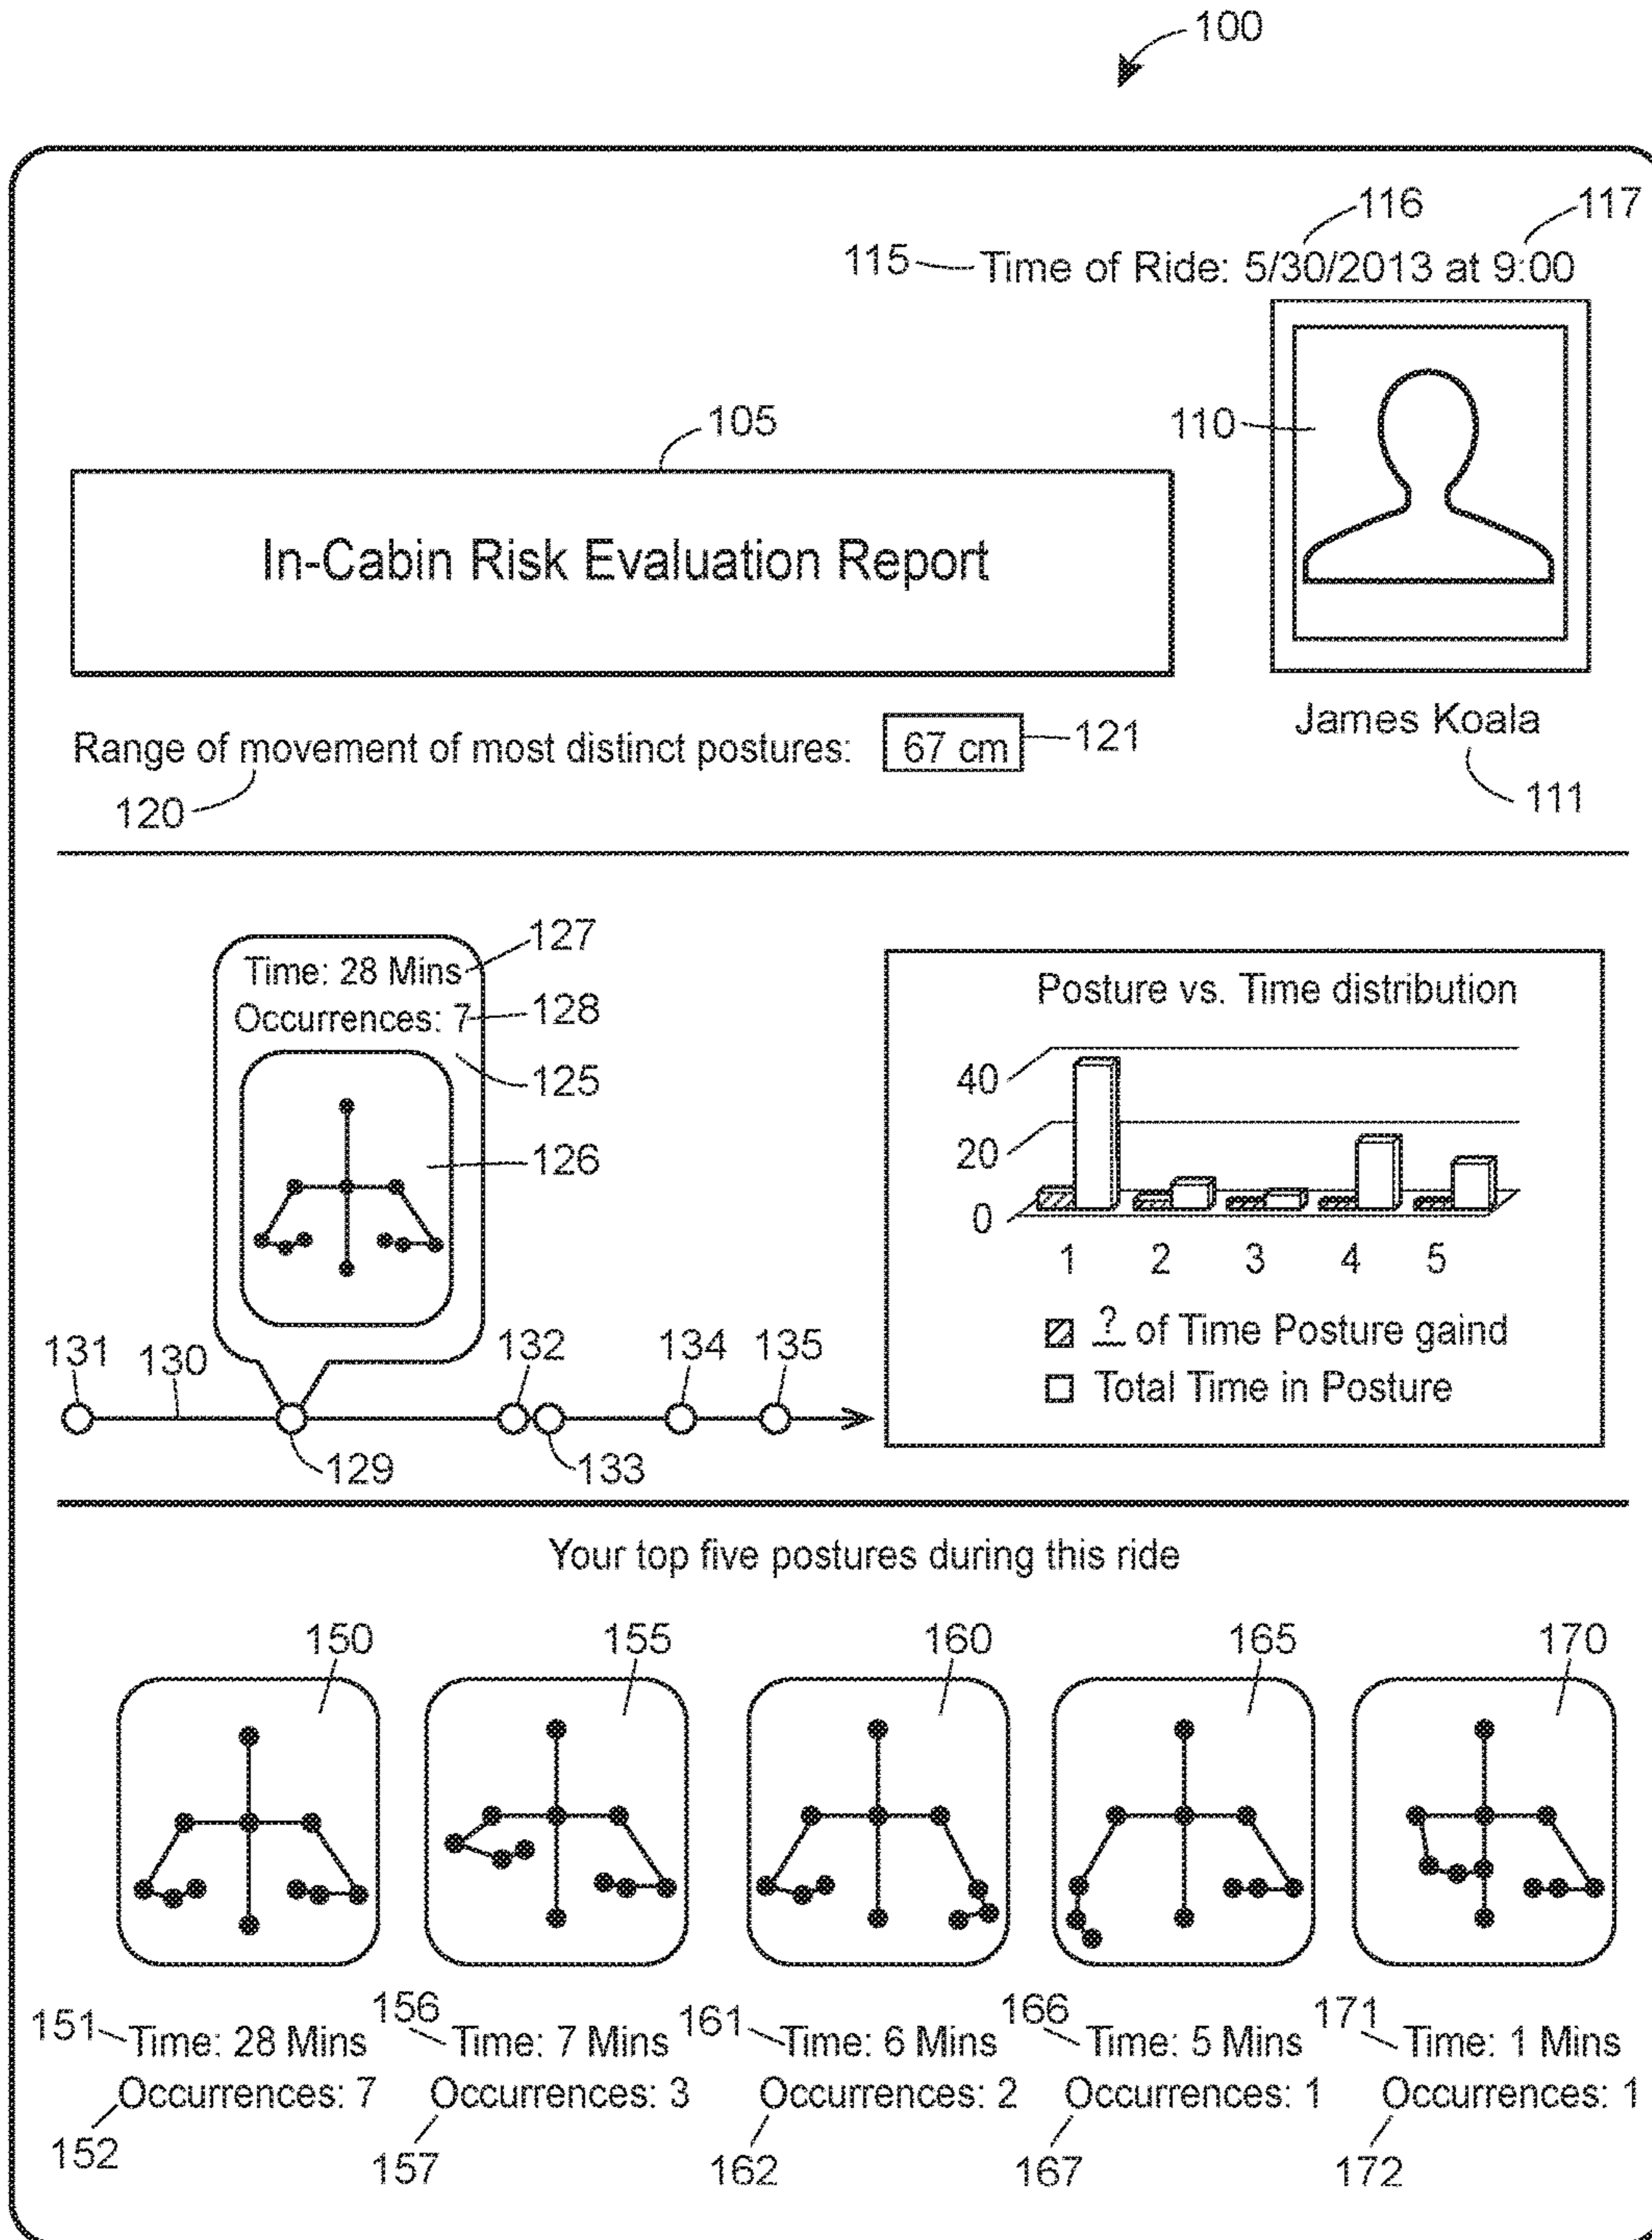 100
116
117
115 Time of Ride: 5/30/2013 at 9:00
105
110
In-Cabin Risk Evaluation Report
James Koala
111
Range of movement of most distinct postures: 67 cm 121
120
127
Time: 28 Mins
Occurrences: 7 128
125
126
131
130
132
134
135
129
133
Posture vs. Time distribution
40
20
0
1 2 3 4 5
? of Time Posture gaind
Total Time in Posture
Your top five postures during this ride
150 155 160 165 170
151 156 161 166 171
Time: 28 Mins Time: 7 Mins Time: 6 Mins Time: 5 Mins Time: 1 Mins
Occurrences: 7 Occurrences: 3 Occurrences: 2 Occurrences: 1 Occurrences: 1
152 157 162 167 172